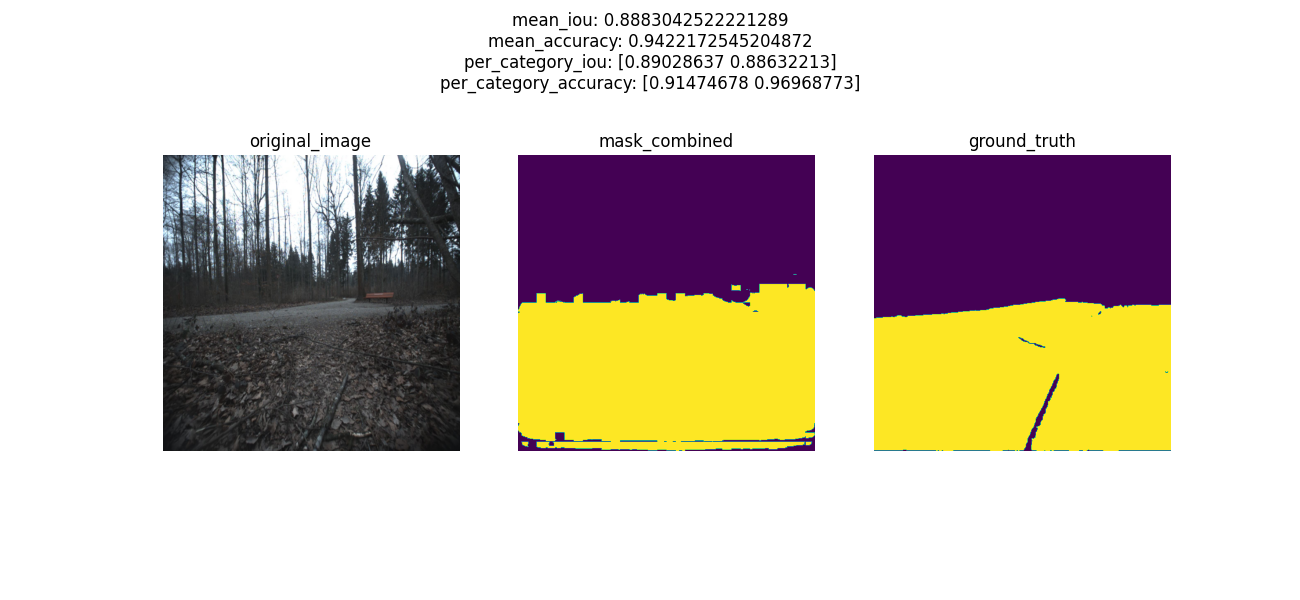 mean_iou: 0.8883042522221289
mean_accuracy: 0.9422172545204872
per_category_iou: [0.89028637 0.88632213]
per_category_accuracy: [0.91474678 0.96968773]
original_image
mask_combined
ground_truth